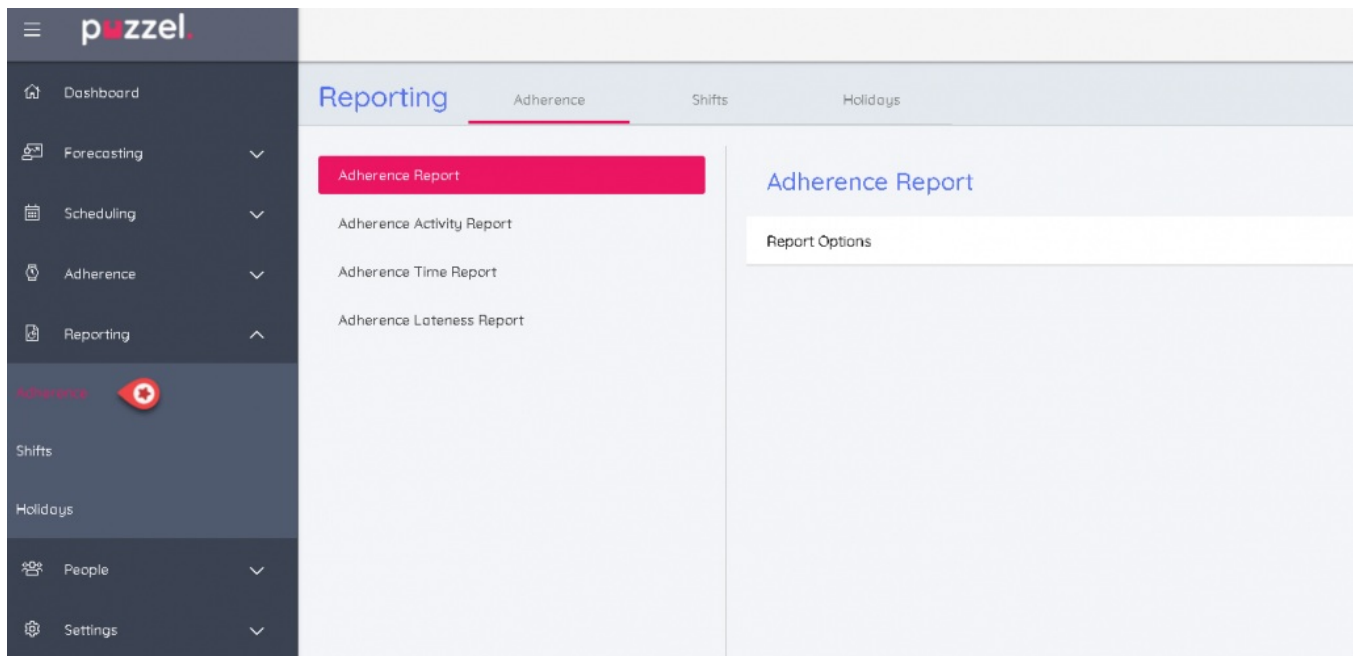 puzzel.
Dashboard
Forecasting
Scheduling
Adherence
Reporting
Adherence
Shifts
Holidays
People
Settings
Reporting
Adherence
Shifts
Holidays
Adherence Report
Adherence Activity Report
Adherence Time Report
Adherence Lateness Report
Adherence Report
Report Options